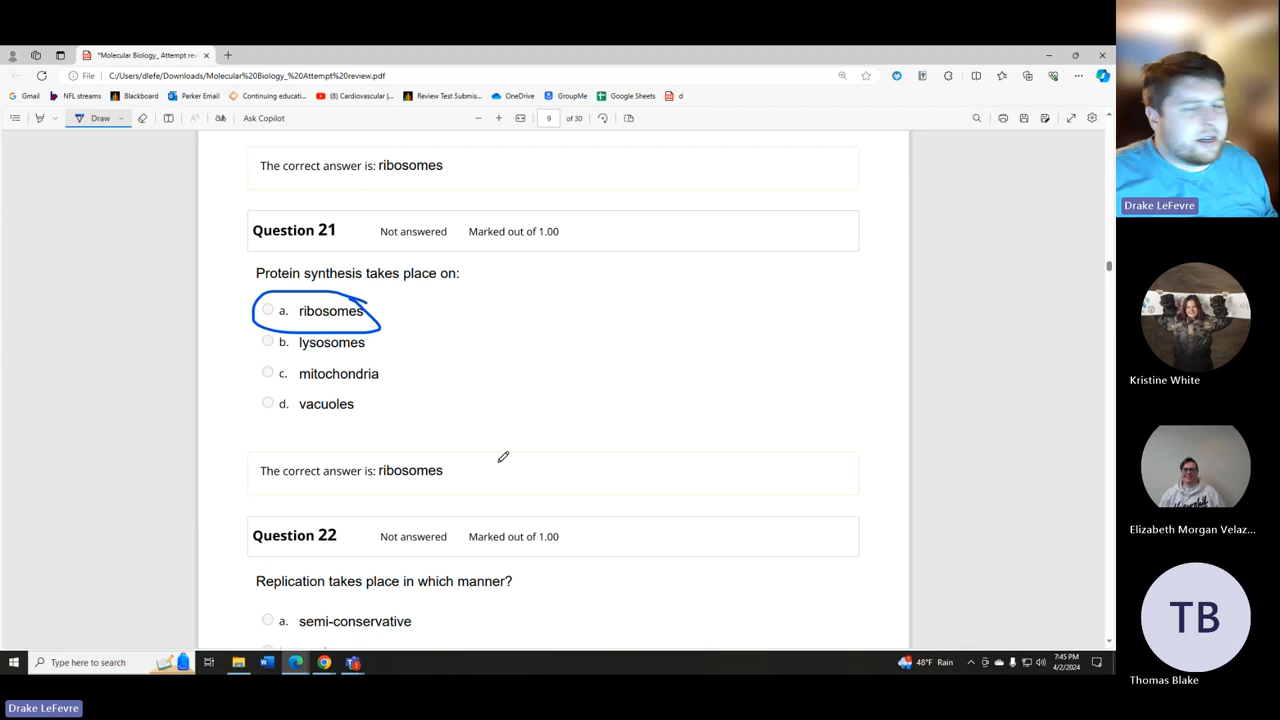 *Molecular Biology_ Attempt rev
File C:/Users/dlefe/Downloads/Molecular%20Biology_%20Attempt%20review.pdf
Gmail NFL streams Blackboard Parker Email Continuing educati... (8) Cardiovascular |... Review Test Submis... OneDrive GroupMe Google Sheets d
Draw Ask Copilot 9 of 30
The correct answer is: ribosomes
Question 21 Not answered Marked out of 1.00
Protein synthesis takes place on:
a. ribosomes
b. lysosomes
c. mitochondria
d. vacuoles
The correct answer is: ribosomes
Question 22 Not answered Marked out of 1.00
Replication takes place in which manner?
a. semi-conservative
Type here to search
48°F Rain
7:45 PM
4/2/2024
Drake LeFevre
Kristine White
Elizabeth Morgan Velaz...
TB
Thomas Blake
Drake LeFevre